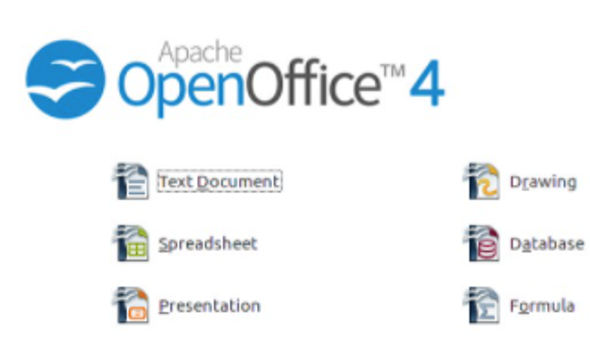 Apache
OpenOffice™ 4
Text Document
Drawing
Spreadsheet
Database
Presentation
Formula